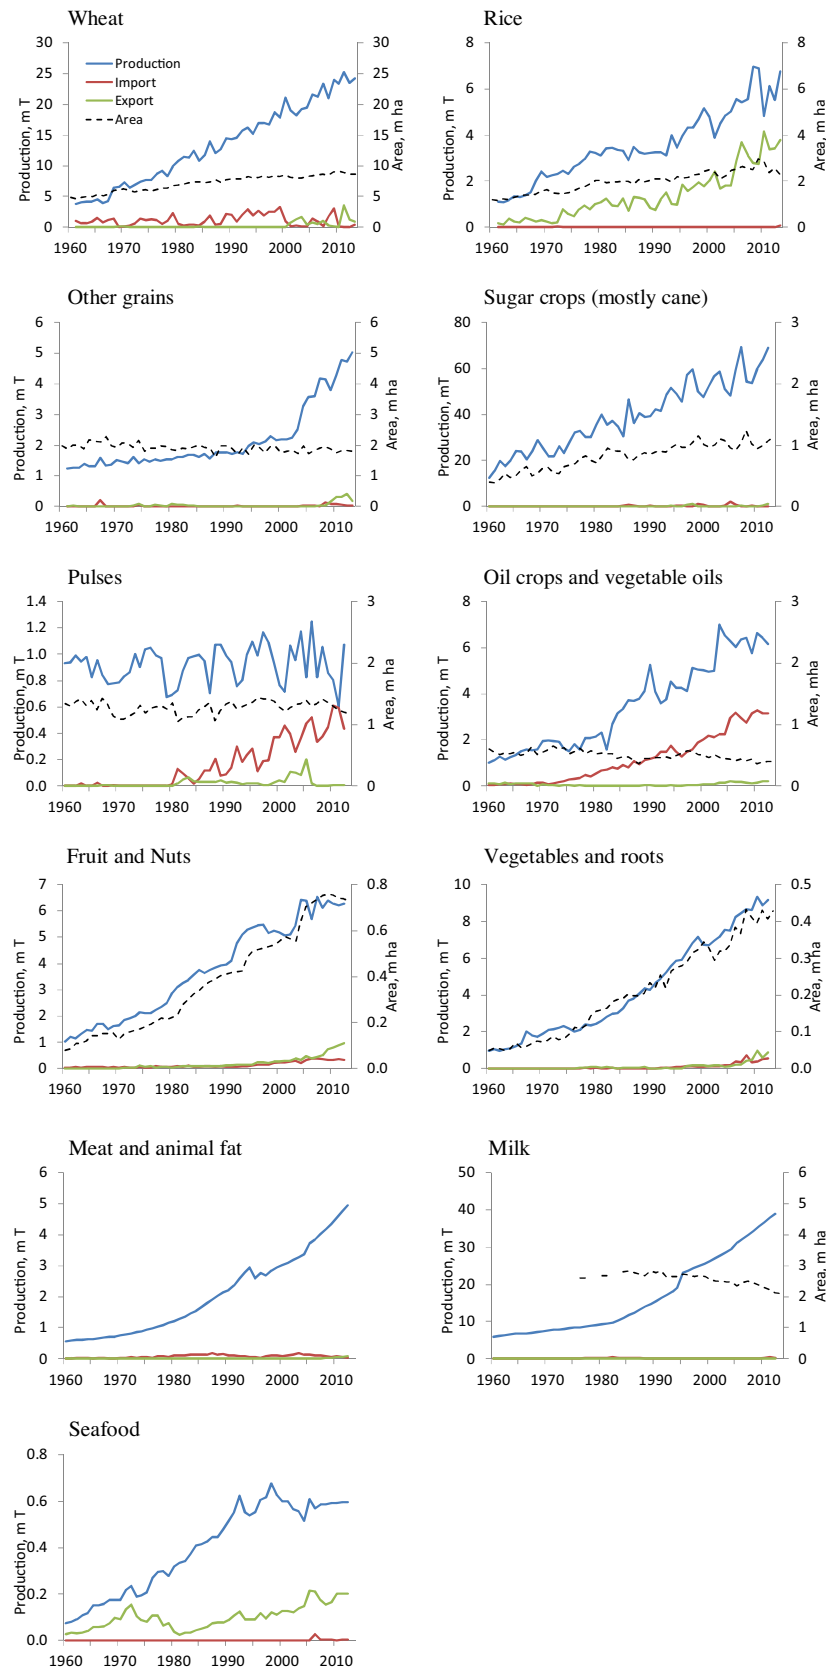 Wheat
Rice
30
25
20
15
10
5
0
Production, m T
Production
Import
Export
Area
30
25
20
15
10
5
0
Area, m ha
1960 1970 1980 1990 2000 2010
8
6
4
2
0
Production, m T
8
6
4
2
0
Area, m ha
1960 1970 1980 1990 2000 2010
Other grains
Sugar crops (mostly cane)
6
5
4
3
2
1
0
Production, m T
6
5
4
3
2
1
0
Area, m ha
1960 1970 1980 1990 2000 2010
80
60
40
20
0
Production, mT
3
2
1
0
Area, m ha
1960 1970 1980 1990 2000 2010
Pulses
Oil crops and vegetable oils
1.4
1.2
1.0
0.8
0.6
0.4
0.2
0.0
Production, m T
3
2
1
0
Area, mha
1960 1970 1980 1990 2000 2010
8
6
4
2
0
Production, m T
3
2
1
0
Area, m ha
1960 1970 1980 1990 2000 2010
Fruit and Nuts
Vegetables and roots
7
6
5
4
3
2
1
0
Production, m T
0.8
0.6
0.4
0.2
0.0
Area, m ha
1960 1970 1980 1990 2000 2010
10
8
6
4
2
0
Production, m T
0.5
0.4
0.3
0.2
0.1
0.0
Area, m ha
1960 1970 1980 1990 2000 2010
Meat and animal fat
Milk
6
5
4
3
2
1
0
Production, m T
1960 1970 1980 1990 2000 2010
50
40
30
20
10
0
Production, m T
6
5
4
3
2
1
0
Area, m ha
1960 1970 1980 1990 2000 2010
Seafood
0.8
0.6
0.4
0.2
0.0
Production, m T
1960 1970 1980 1990 2000 2010